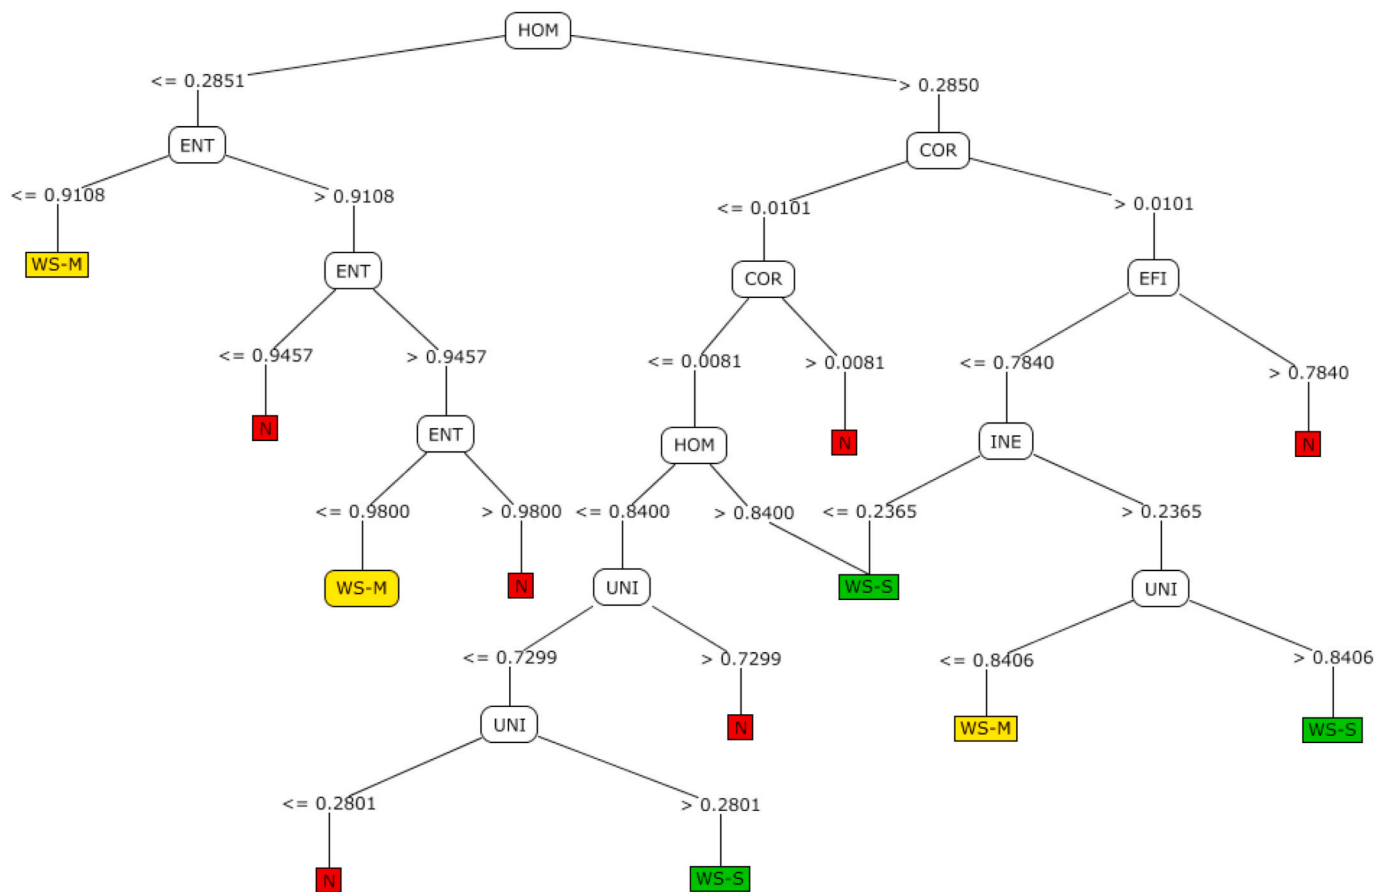 HOM
<= 0.2851
> 0.2850
ENT
COR
<= 0.9108
> 0.9108
<= 0.0101
> 0.0101
WS-M
ENT
COR
EFI
<= 0.9457
> 0.9457
<= 0.0081
> 0.0081
<= 0.7840
> 0.7840
N
ENT
HOM
N
INE
N
<= 0.9800
> 0.9800
<= 0.8400
> 0.8400
<= 0.2365
> 0.2365
WS-M
N
UNI
WS-S
UNI
<= 0.7299
> 0.7299
<= 0.8406
> 0.8406
UNI
N
WS-M
WS-S
<= 0.2801
> 0.2801
N
WS-S